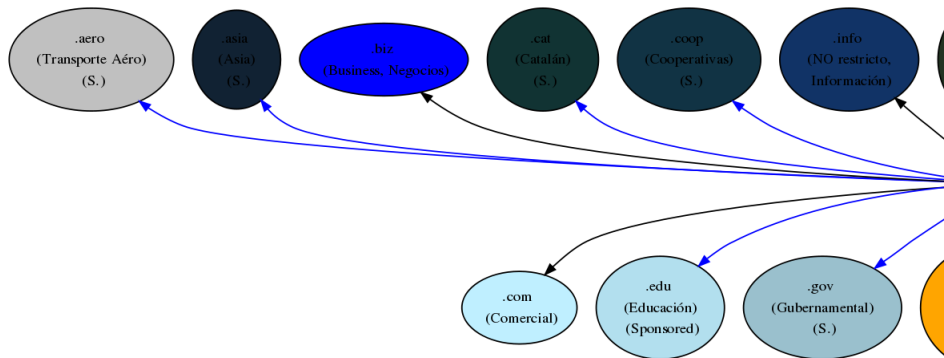 .aero
(Transporte Aéro)
(S.)
.asia
(Asia)
(S.)
.biz
(Business, Negocios)
.cat
(Catalán)
(S.)
.coop
(Cooperativas)
(S.)
.info
(NO restricto,
Información)
.com
(Comercial)
.edu
(Educación)
(Sponsored)
.gov
(Gubernamental)
(S.)